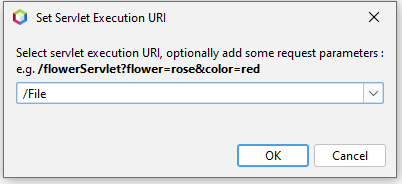 Set Servlet Execution URI
Select servlet execution URI, optionally add some request parameters :
e.g. /flowerServlet?flower=rose&color=red
/File
OK Cancel